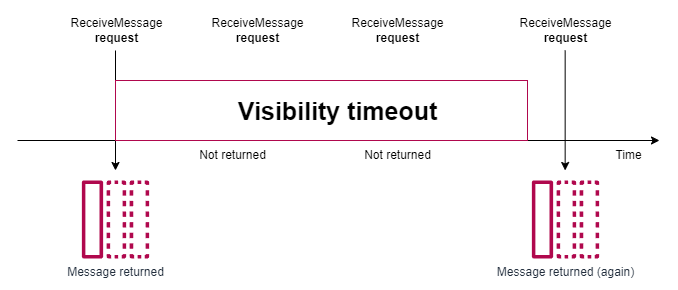 ReceiveMessage
request
ReceiveMessage
request
ReceiveMessage
request
ReceiveMessage
request
Visibility timeout
Not returned
Not returned
Time
Message returned
Message returned (again)